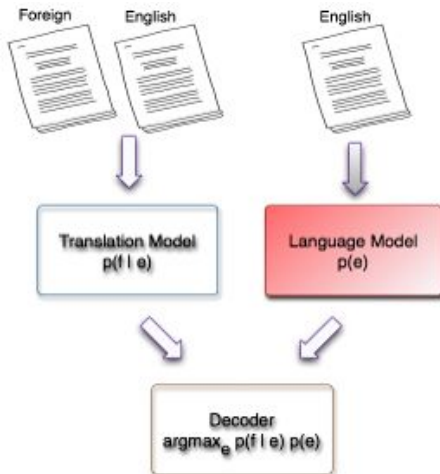 Foreign English English
Translation Model
p(f | e)
Language Model
p(e)
Decoder
argmax_e p(f | e) p(e)